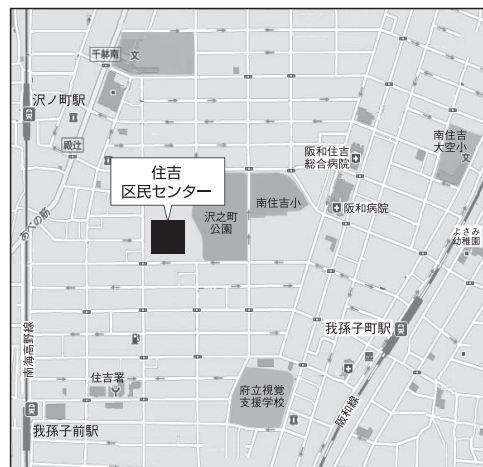 千躰南
文
沢ノ町駅
殿辻
住吉
区民センター
阪和住吉
総合病院
南住吉
大空小
文
南住吉小
沢之町
公園
阪和病院
あべの筋
よさみ
幼稚園
我孫子町駅
南海高野線
住吉署
府立視覚
支援学校
阪和線
我孫子前駅